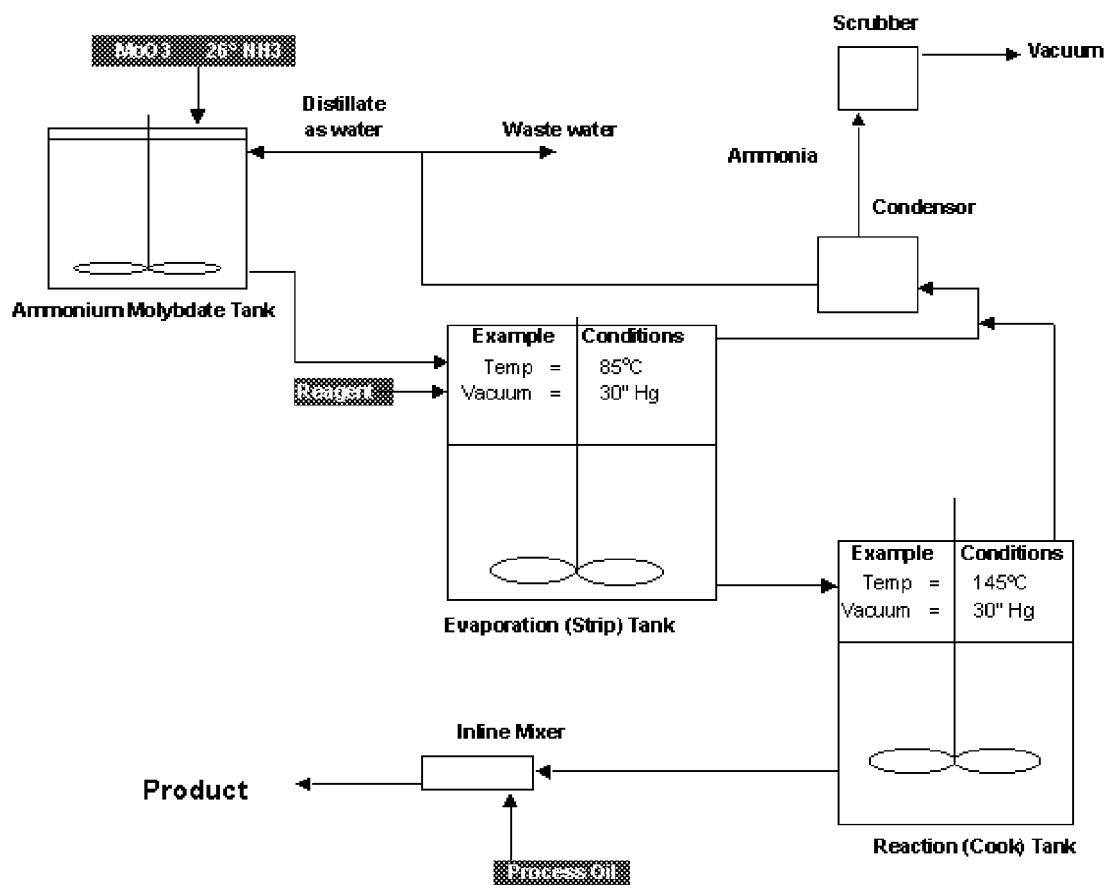 Scrubber
MoO3 26° NH3
Vacuum
Distillate
as water
Waste water
Ammonia
Condensor
Ammonium Molybdate Tank
Example Conditions
Temp = 85ºC
Vacuum = 30" Hg
Reagent
Example Conditions
Temp = 145ºC
Vacuum = 30" Hg
Evaporation (Strip) Tank
Inline Mixer
Product
Reaction (Cook) Tank
Process Oil